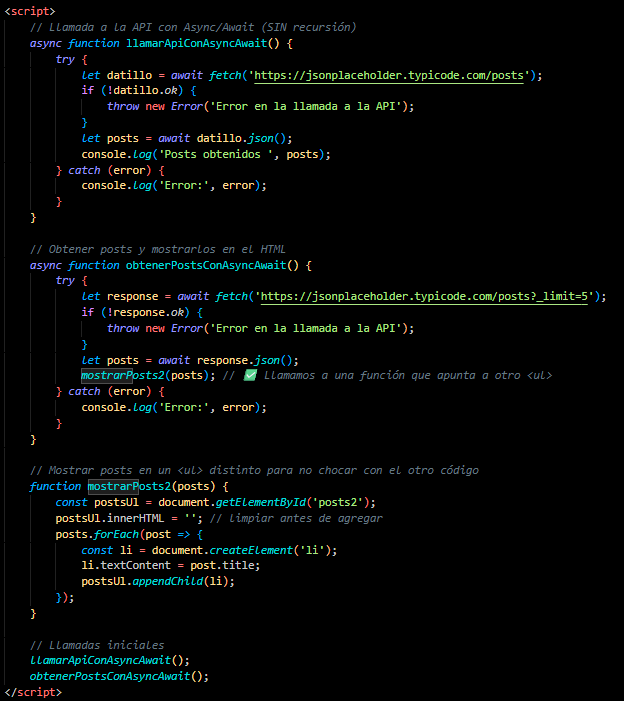 <script>
// Llamada a la API con Async/Await (SIN recursión)
async function llamarApiConAsyncAwait() {
try {
let datillo = await fetch('https://jsonplaceholder.typicode.com/posts');
if (!datillo.ok) {
throw new Error('Error en la llamada a la API');
}
let posts = await datillo.json();
console.log('Posts obtenidos ', posts);
} catch (error) {
console.log('Error:', error);
}
}
// Obtener posts y mostrarlos en el HTML
async function obtenerPostsConAsyncAwait() {
try {
let response = await fetch('https://jsonplaceholder.typicode.com/posts?_limit=5');
if (!response.ok) {
throw new Error('Error en la llamada a la API');
}
let posts = await response.json();
mostrarPosts2(posts); // ✅ Llamamos a una función que apunta a otro <ul>
} catch (error) {
console.log('Error:', error);
}
}
// Mostrar posts en un <ul> distinto para no chocar con el otro código
function mostrarPosts2(posts) {
const postsUl = document.getElementById('posts2');
postsUl.innerHTML = ''; // limpiar antes de agregar
posts.forEach(post => {
const li = document.createElement('li');
li.textContent = post.title;
postsUl.appendChild(li);
});
}
// Llamadas iniciales
llamarApiConAsyncAwait();
obtenerPostsConAsyncAwait();
</script>